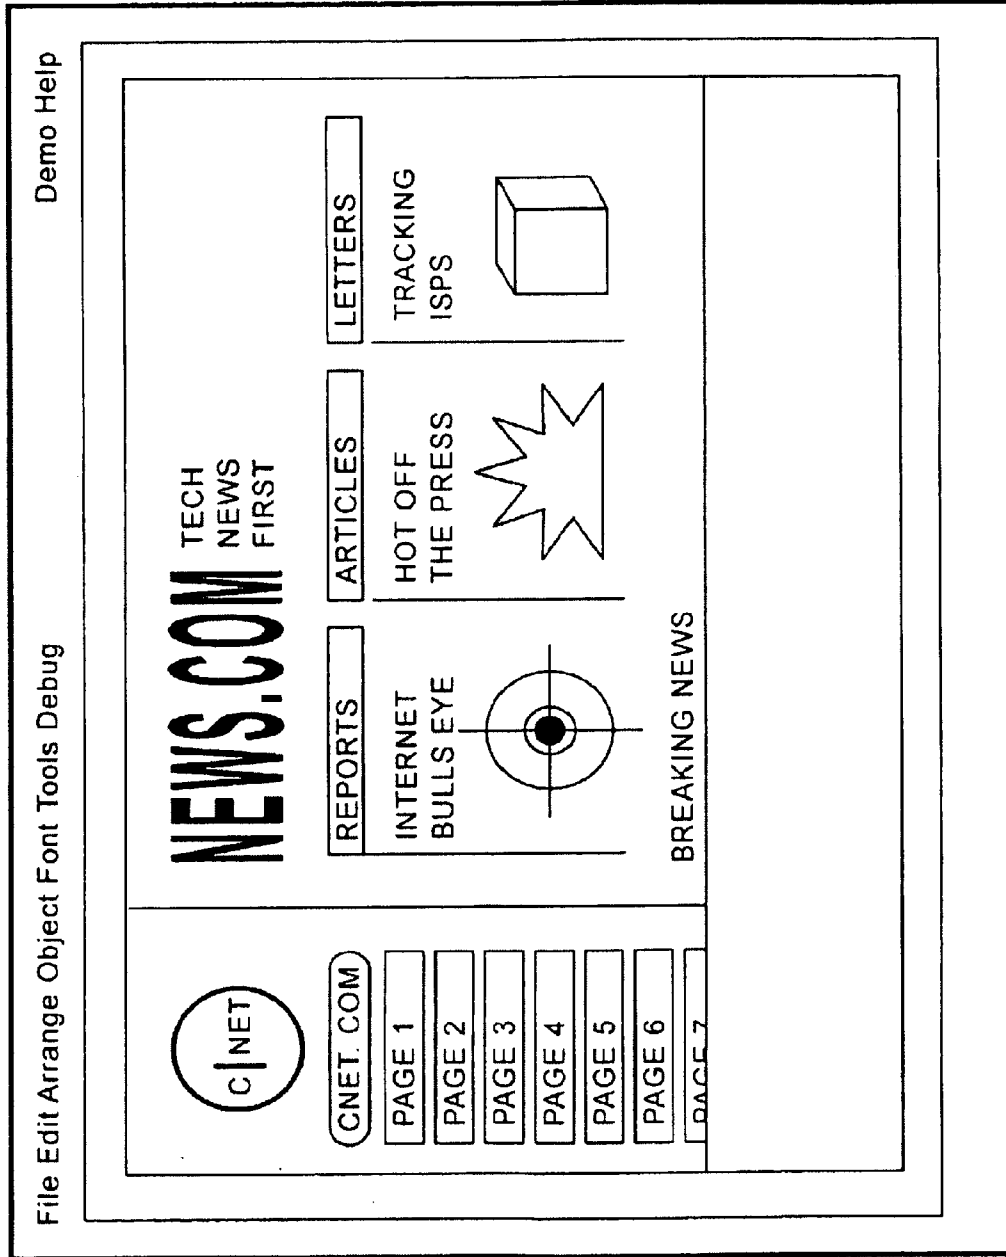 File Edit Arrange Object Font Tools Debug Demo Help
C|NET
NEWS.COM
TECH
NEWS
FIRST
CNET. COM
PAGE 1
PAGE 2
PAGE 3
PAGE 4
PAGE 5
PAGE 6
PAGE 7
REPORTS
INTERNET
BULLS EYE
ARTICLES
HOT OFF
THE PRESS
LETTERS
TRACKING
ISPS
BREAKING NEWS